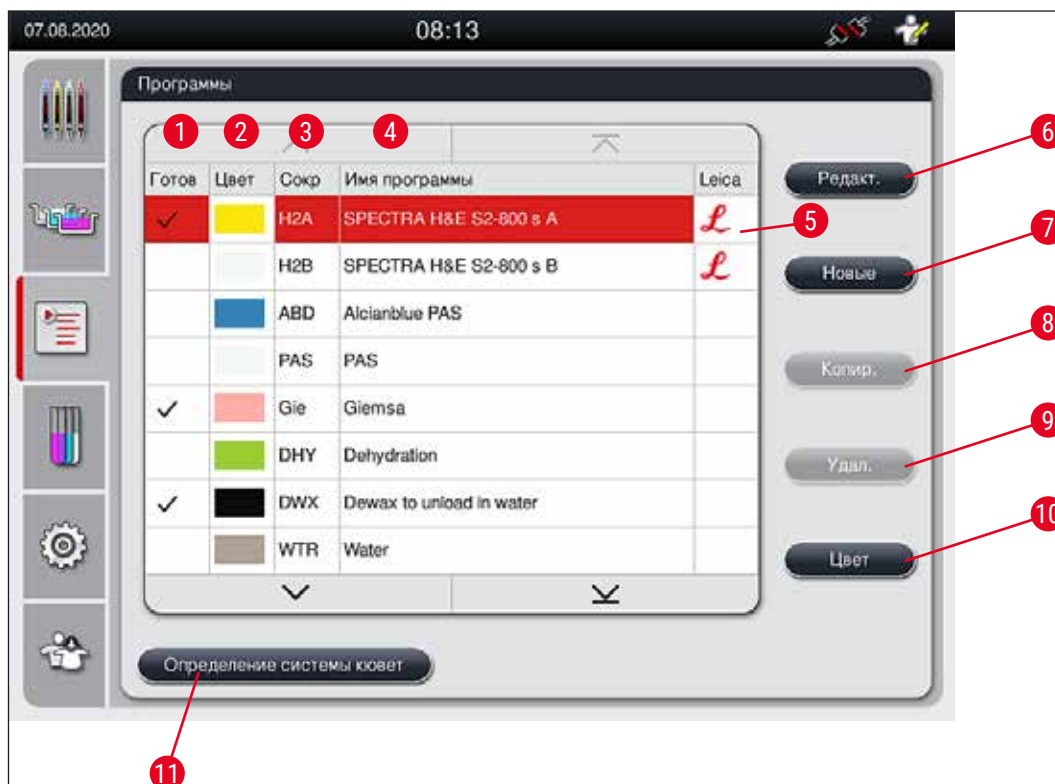 07.08.2020 08:13
Программы
1 2 3 4
Готов Цвет Сокр Имя программы Leica
H2A SPECTRA H&E S2-800 s A L
H2B SPECTRA H&E S2-800 s B L
ABD Alcianblue PAS
PAS PAS
Gie Giemsa
DHY Dehydration
DWX Dewax to unload in water
WTR Water
5
Редакт.
6
Новые
7
Копир.
8
Удал.
9
Цвет
10
Определение системы кювет
11